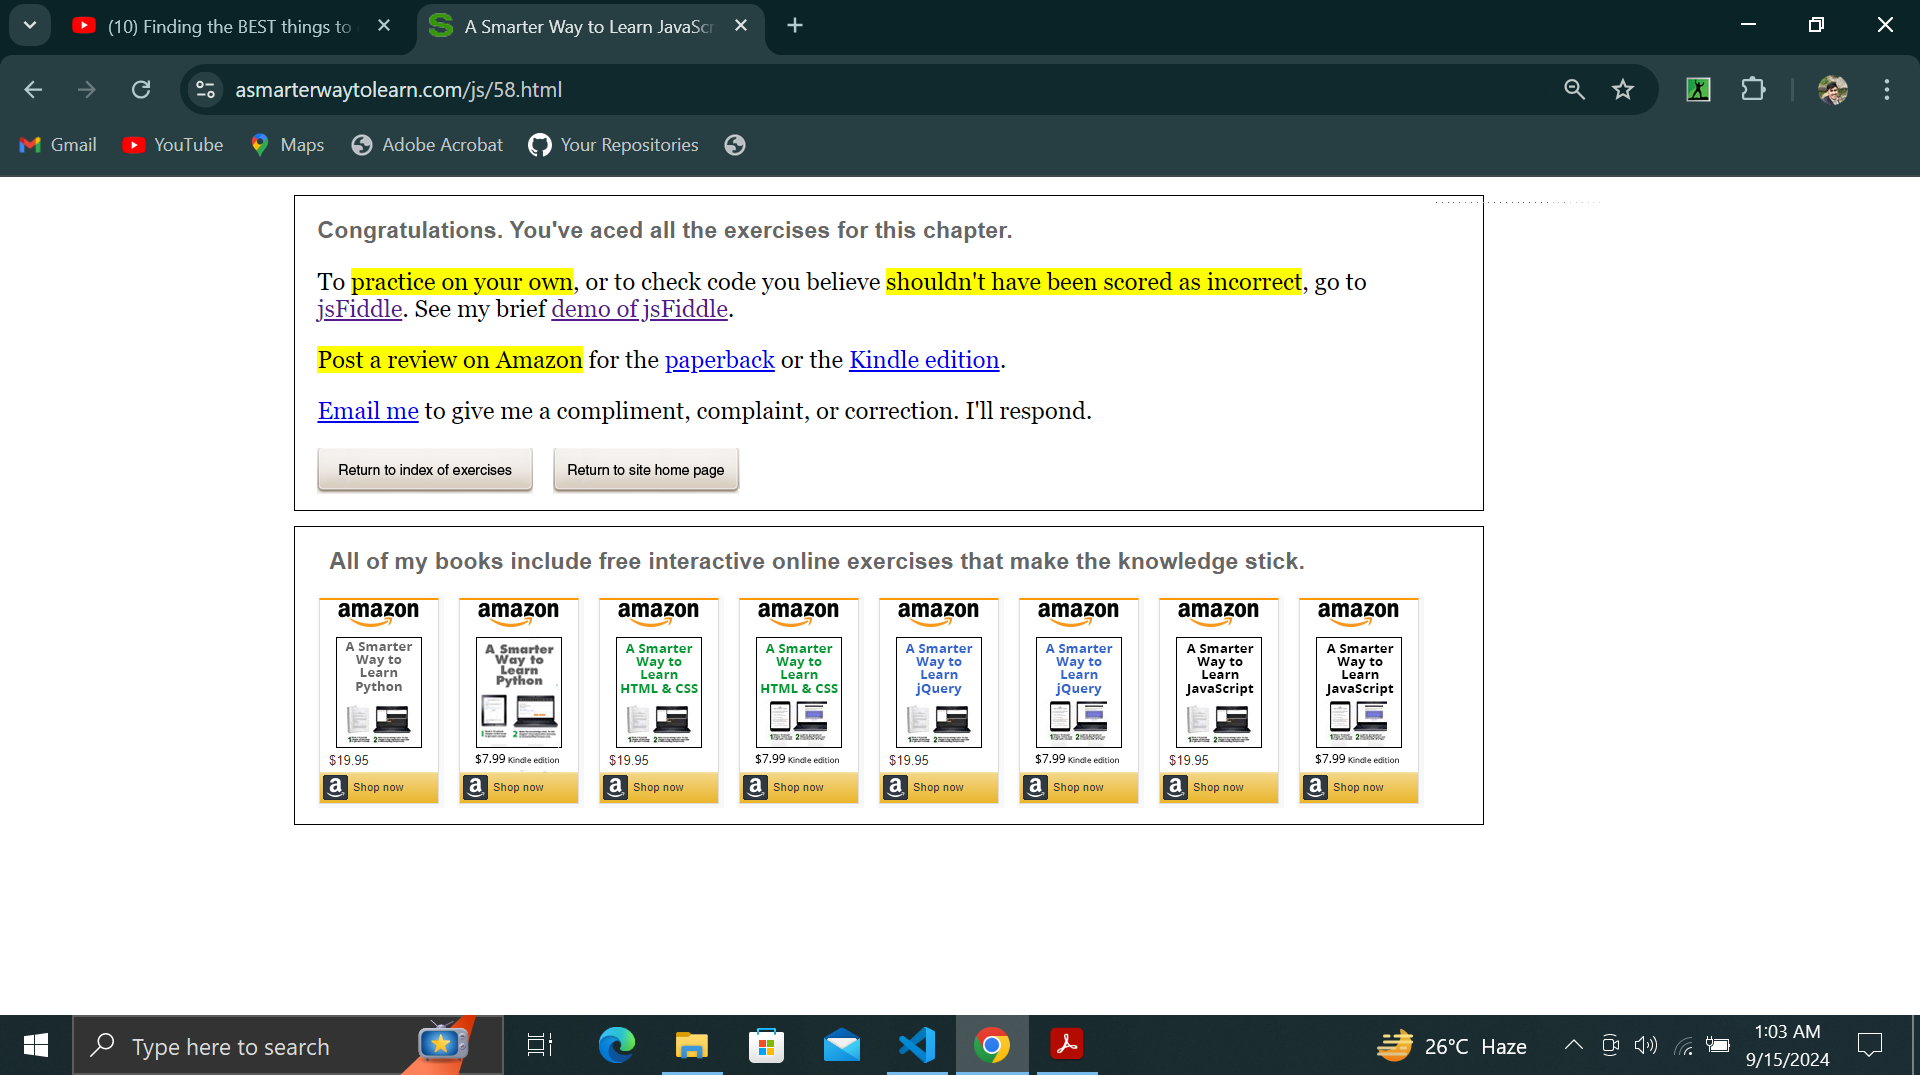 (10) Finding the BEST things to
A Smarter Way to Learn JavaScr
asmarterwaytolearn.com/js/58.html
Gmail
YouTube
Maps
Adobe Acrobat
Your Repositories
Congratulations. You've aced all the exercises for this chapter.
To practice on your own, or to check code you believe shouldn't have been scored as incorrect, go to
jsFiddle. See my brief demo of jsFiddle.
Post a review on Amazon for the paperback or the Kindle edition.
Email me to give me a compliment, complaint, or correction. I'll respond.
Return to index of exercises
Return to site home page
All of my books include free interactive online exercises that make the knowledge stick.
amazon
A Smarter
Way to
Learn
Python
$19.95
Shop now
amazon
A Smarter
Way to
Learn
Python
$7.99 Kindle edition
Shop now
amazon
A Smarter
Way to
Learn
HTML & CSS
$19.95
Shop now
amazon
A Smarter
Way to
Learn
HTML & CSS
$7.99 Kindle edition
Shop now
amazon
A Smarter
Way to
Learn
jQuery
$19.95
Shop now
amazon
A Smarter
Way to
Learn
jQuery
$7.99 Kindle edition
Shop now
amazon
A Smarter
Way to
Learn
JavaScript
$19.95
Shop now
amazon
A Smarter
Way to
Learn
JavaScript
$7.99 Kindle edition
Shop now
Type here to search
26°C Haze
1:03 AM
9/15/2024